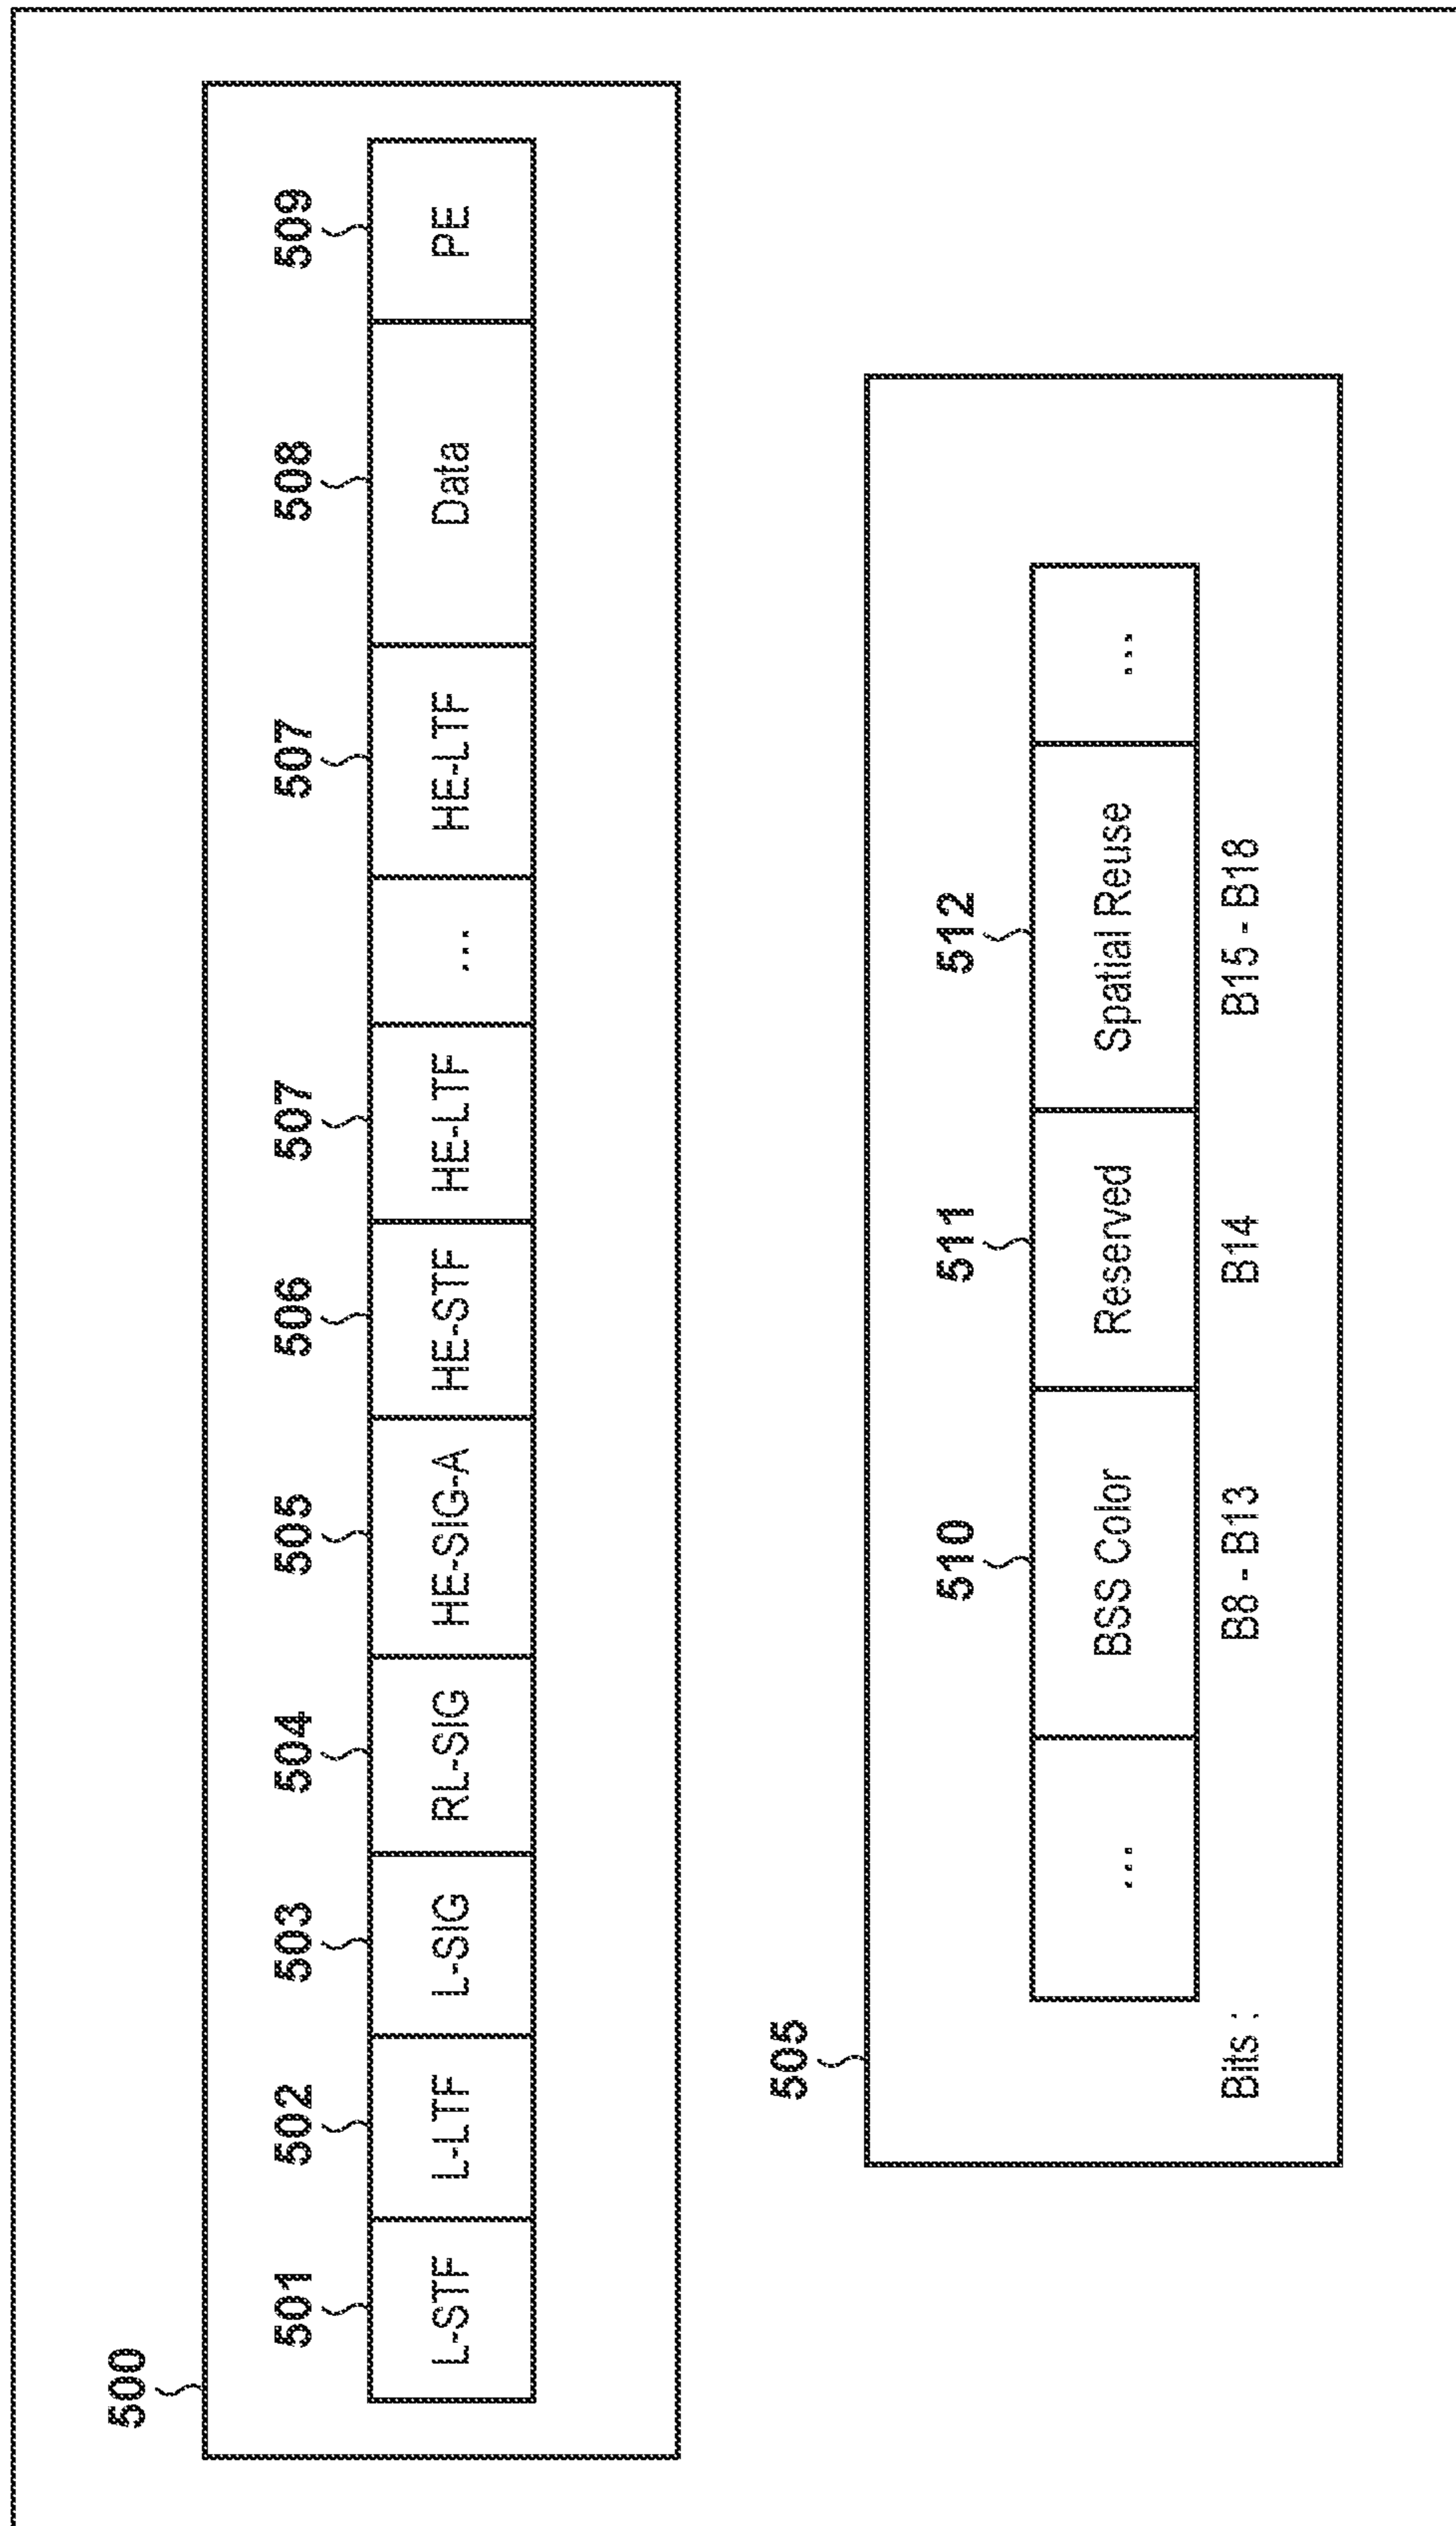 500
501 502 503 504 505 506 507 507 508 509
L-STF L-LTF L-SIG RL-SIG HE-SIG-A HE-STF HE-LTF ... HE-LTF Data PE
505
510 511 512
... BSS Color Reserved Spatial Reuse ...
Bits : B8 - B13 B14 B15 - B18